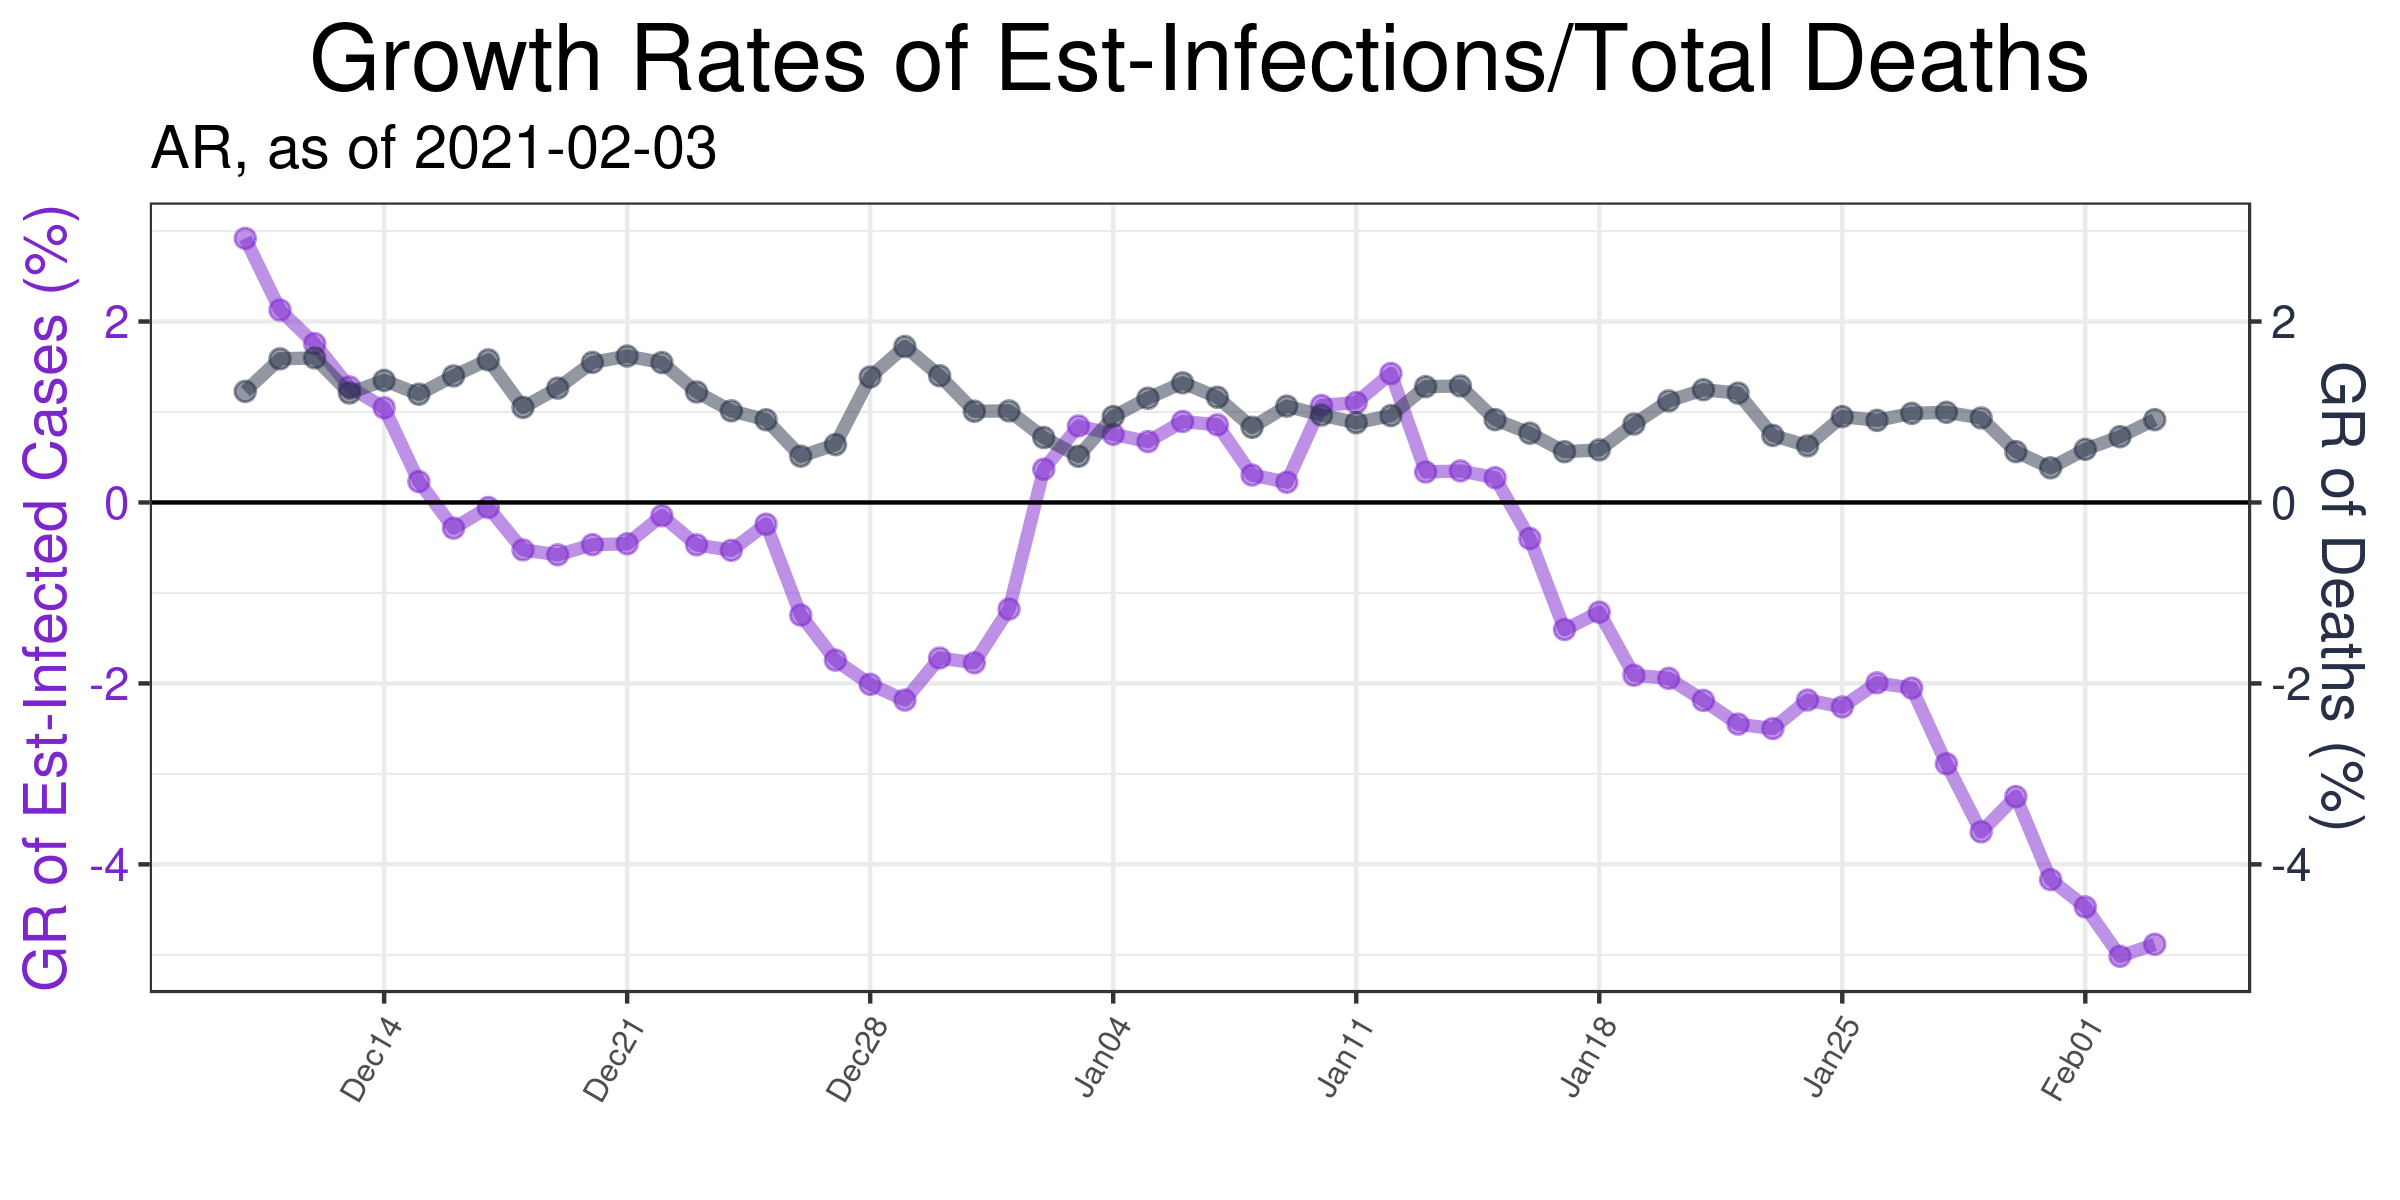 Growth Rates of Est-Infections/Total Deaths
AR, as of 2021-02-03
GR of Est-Infected Cases (%)
2
0
-2
-4
2
0
-2
-4
GR of Deaths (%)
Dec14
Dec21
Dec28
Jan04
Jan11
Jan18
Jan25
Feb01